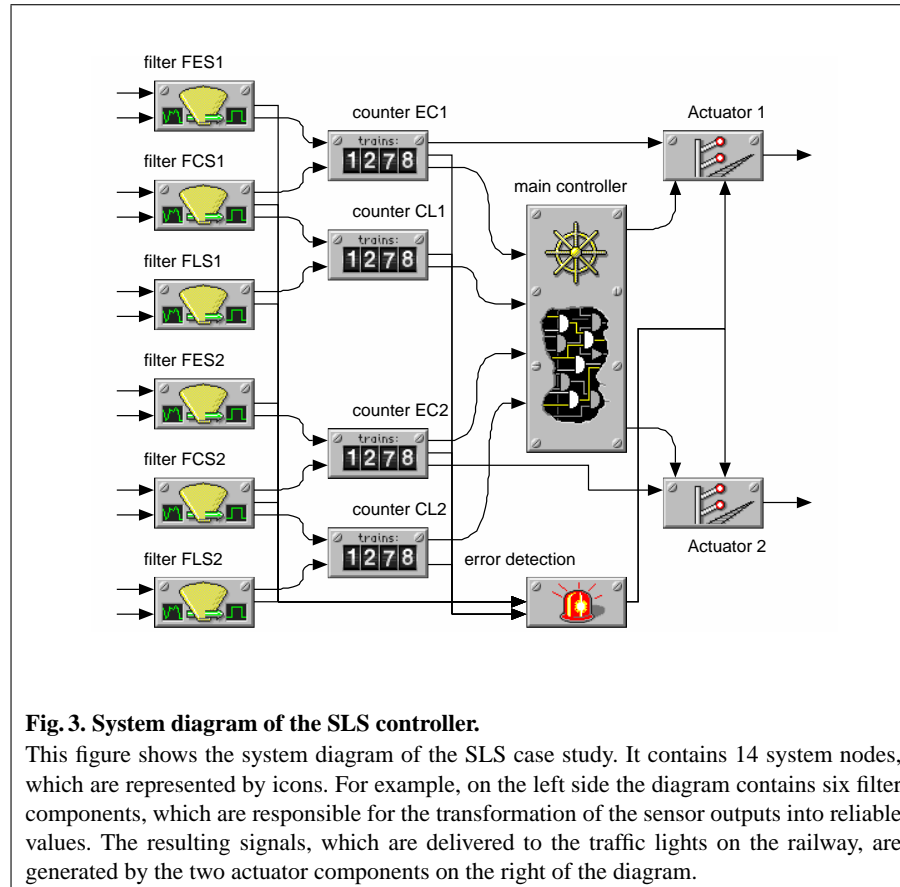 filter FES1
counter EC1
Actuator 1
trains:
1278
filter FCS1
main controller
counter CL1
trains:
1278
filter FLS1
filter FES2
counter EC2
trains:
1278
filter FCS2
counter CL2
trains:
1278
Actuator 2
filter FLS2
error detection
Fig. 3. System diagram of the SLS controller.
This figure shows the system diagram of the SLS case study. It contains 14 system nodes,
which are represented by icons. For example, on the left side the diagram contains six filter
components, which are responsible for the transformation of the sensor outputs into reliable
values. The resulting signals, which are delivered to the traffic lights on the railway, are
generated by the two actuator components on the right of the diagram.